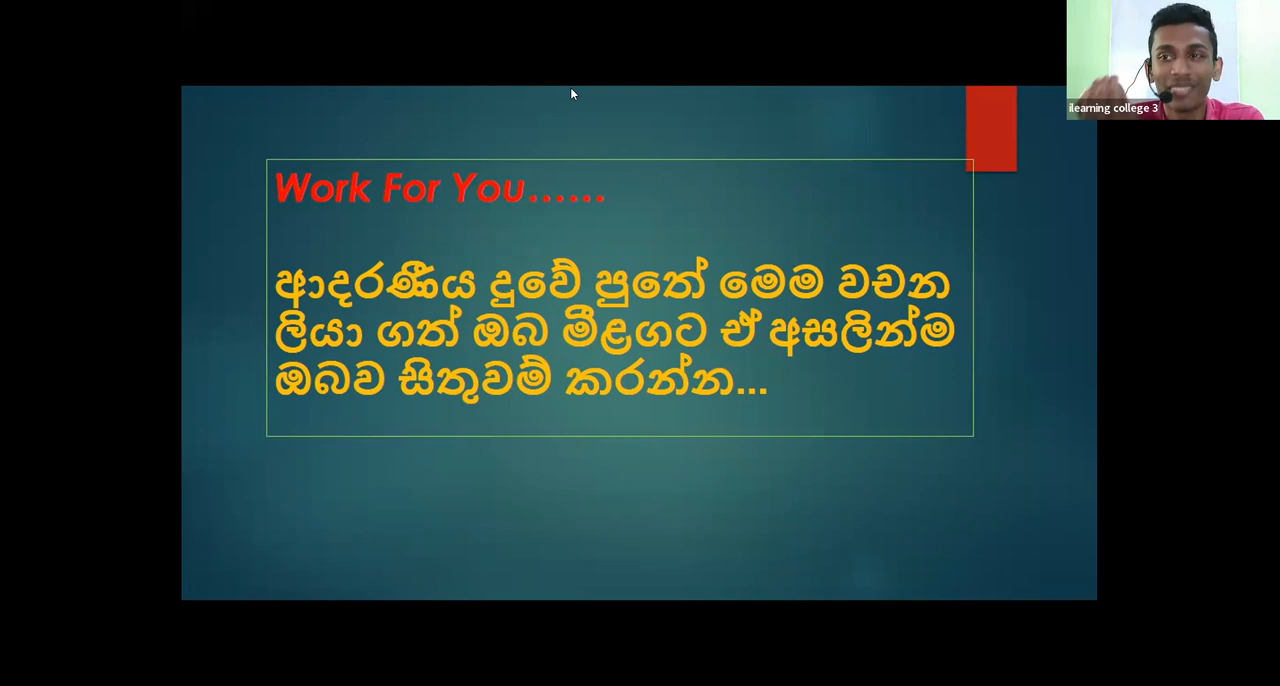 ilearning college 3
Work For You......
ආදරණීය දුවේ පුතේ මෙම වචන
ලියා ගත් ඔබ මීළඟට ඒ අසලින්ම
ඔබව සිතුවම් කරන්න...